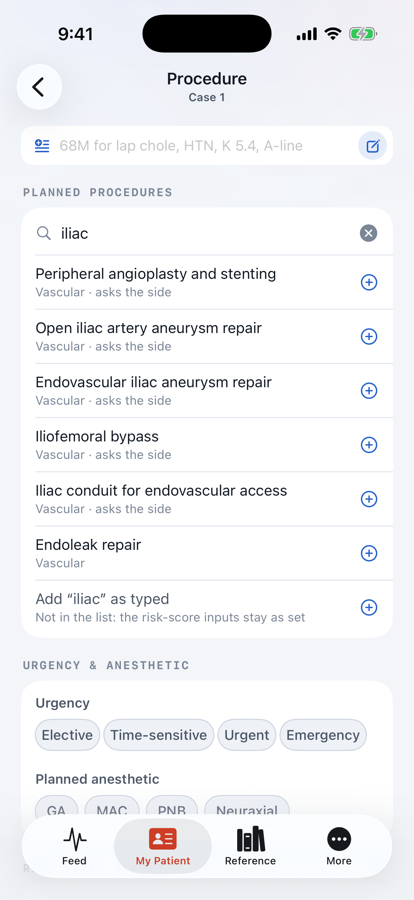 9:41
Procedure
Case 1
68M for lap chole, HTN, K 5.4, A-line
PLANNED PROCEDURES
iliac
Peripheral angioplasty and stenting
Vascular · asks the side
Open iliac artery aneurysm repair
Vascular · asks the side
Endovascular iliac aneurysm repair
Vascular · asks the side
Iliofemoral bypass
Vascular · asks the side
Iliac conduit for endovascular access
Vascular · asks the side
Endoleak repair
Vascular
Add “iliac” as typed
Not in the list: the risk-score inputs stay as set
URGENCY & ANESTHETIC
Urgency
Elective Time-sensitive Urgent Emergency
Planned anesthetic
GA MAC PNB Neuraxial
Feed My Patient Reference More